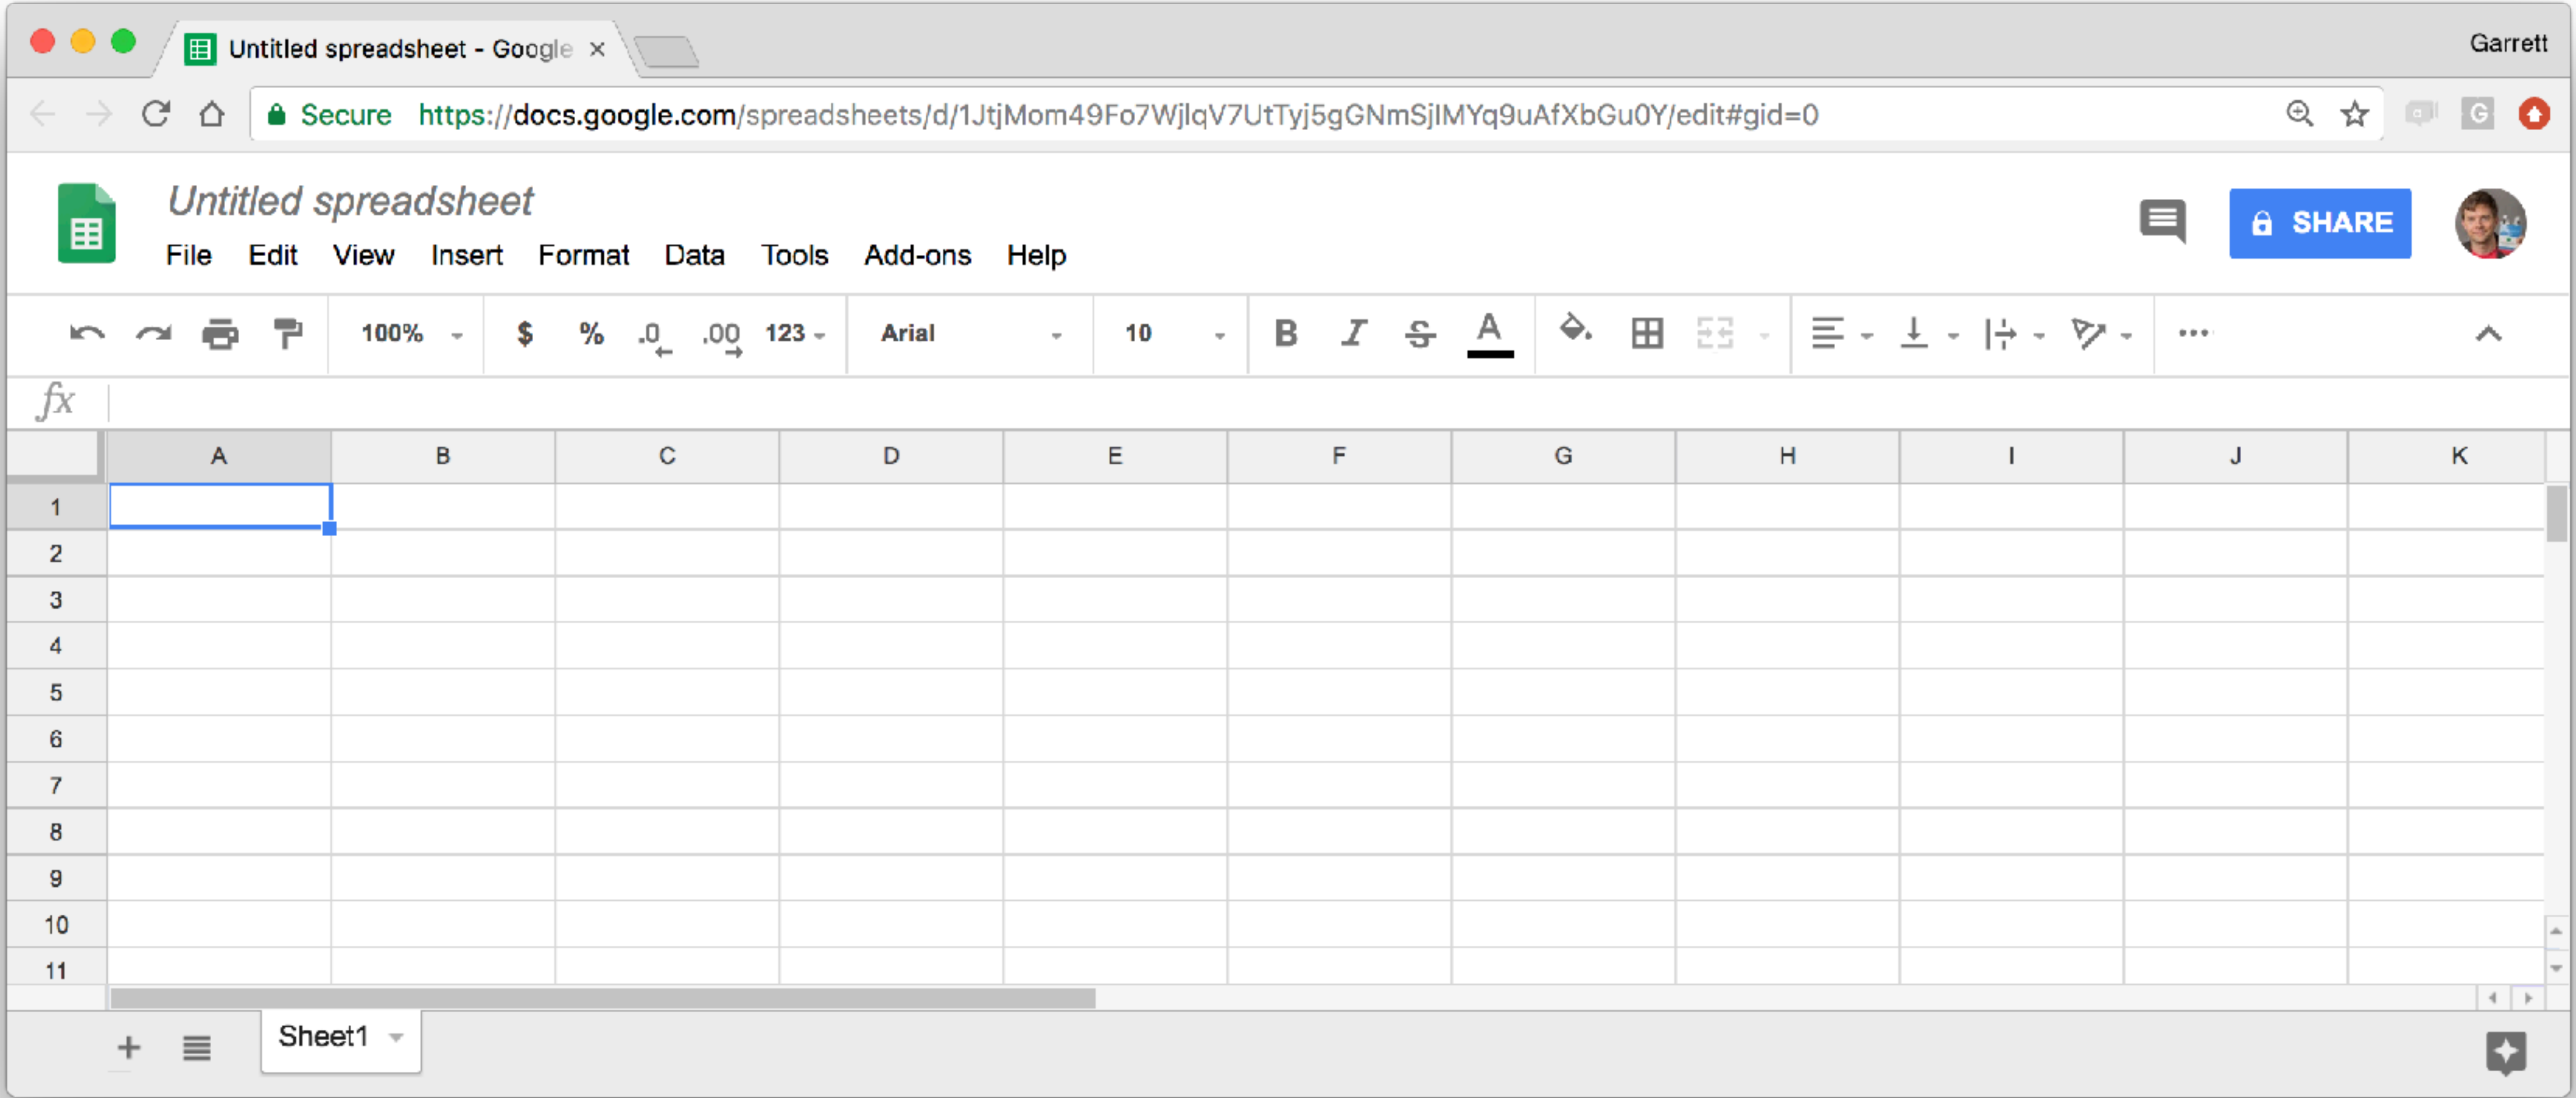 Untitled spreadsheet - Google
Garrett
Secure https://docs.google.com/spreadsheets/d/1JtjMom49Fo7WjlqV7UtTyj5gGNmSjIMYq9uAfXbGu0Y/edit#gid=0
G
Untitled spreadsheet
File Edit View Insert Format Data Tools Add-ons Help
SHARE
100% $ % .0 .00 123 Arial 10 B I S A
fx
A B C D E F G H I J K
1
2
3
4
5
6
7
8
9
10
11
Sheet1